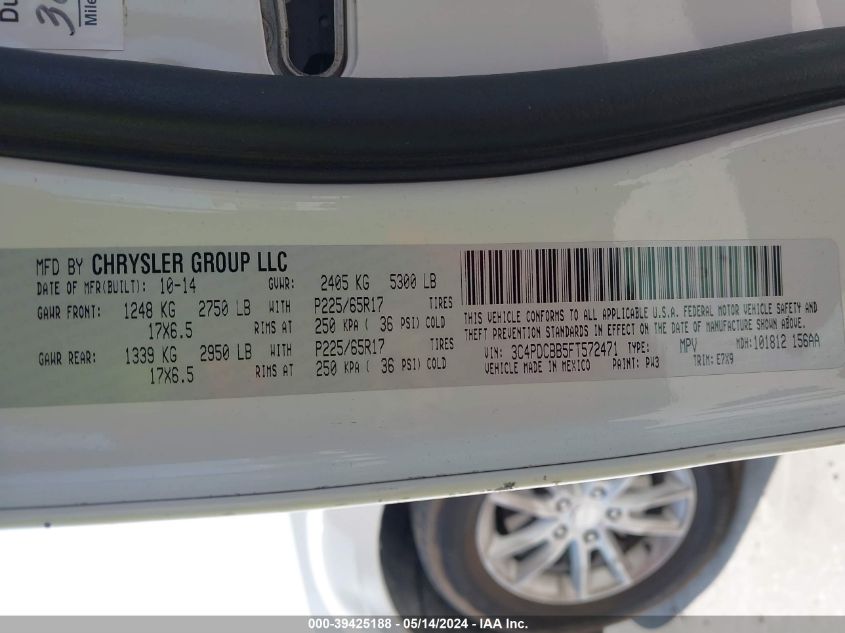 Du
30
Mile
MFD BY CHRYSLER GROUP LLC
DATE OF MFR(BUILT): 10-14 GVWR: 2405 KG 5300 LB
GAWR FRONT: 1248 KG 2750 LB WITH P225/65R17 TIRES
17X6.5 RIMS AT 250 KPA ( 36 PSI) COLD
GAWR REAR: 1339 KG 2950 LB WITH P225/65R17 TIRES
17X6.5 RIMS AT 250 KPA ( 36 PSI) COLD
THIS VEHICLE CONFORMS TO ALL APPLICABLE U.S.A. FEDERAL MOTOR VEHICLE SAFETY AND
THEFT PREVENTION STANDARDS IN EFFECT ON THE DATE OF MANUFACTURE SHOWN ABOVE.
VIN: 3C4PDCBB5FT572471 TYPE: MPV MDH:101812 156AA
VEHICLE MADE IN MEXICO PAINT: PW3 TRIM: E7X9
000-39425188 - 05/14/2024 - IAA Inc.